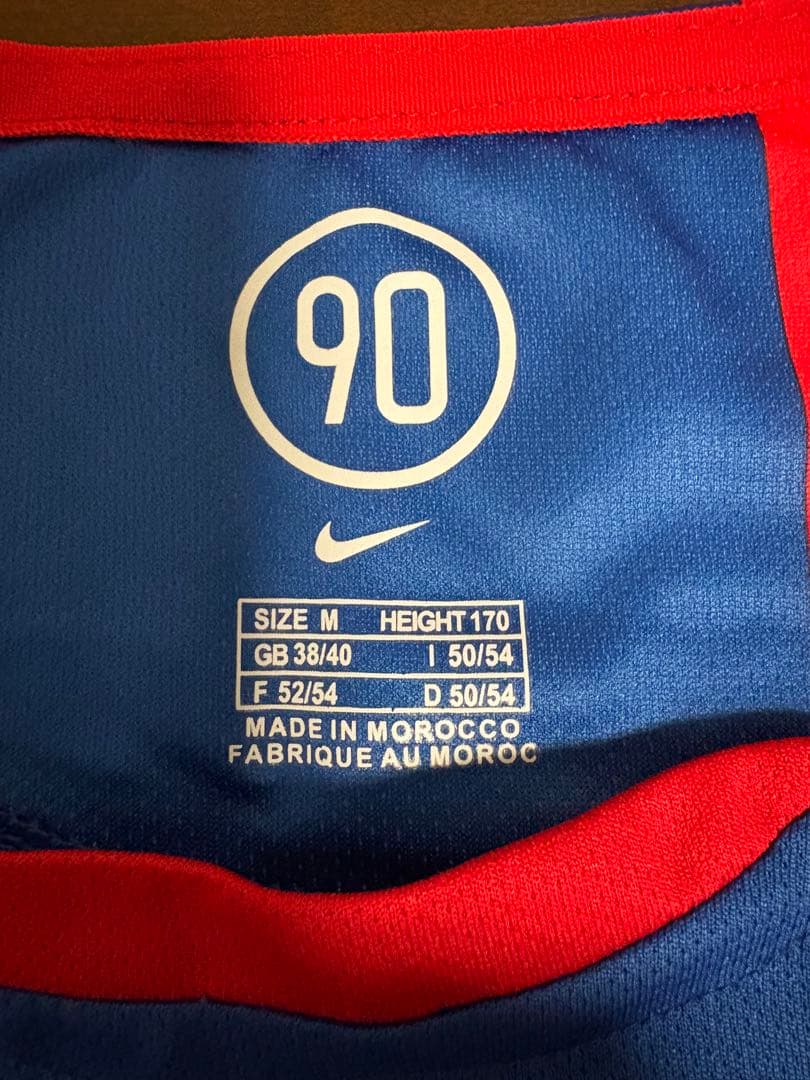 90
SIZE M HEIGHT 170
GB 38/40 I 50/54
F 52/54 D 50/54
MADE IN MOROCCO
FABRIQUE AU MOROC